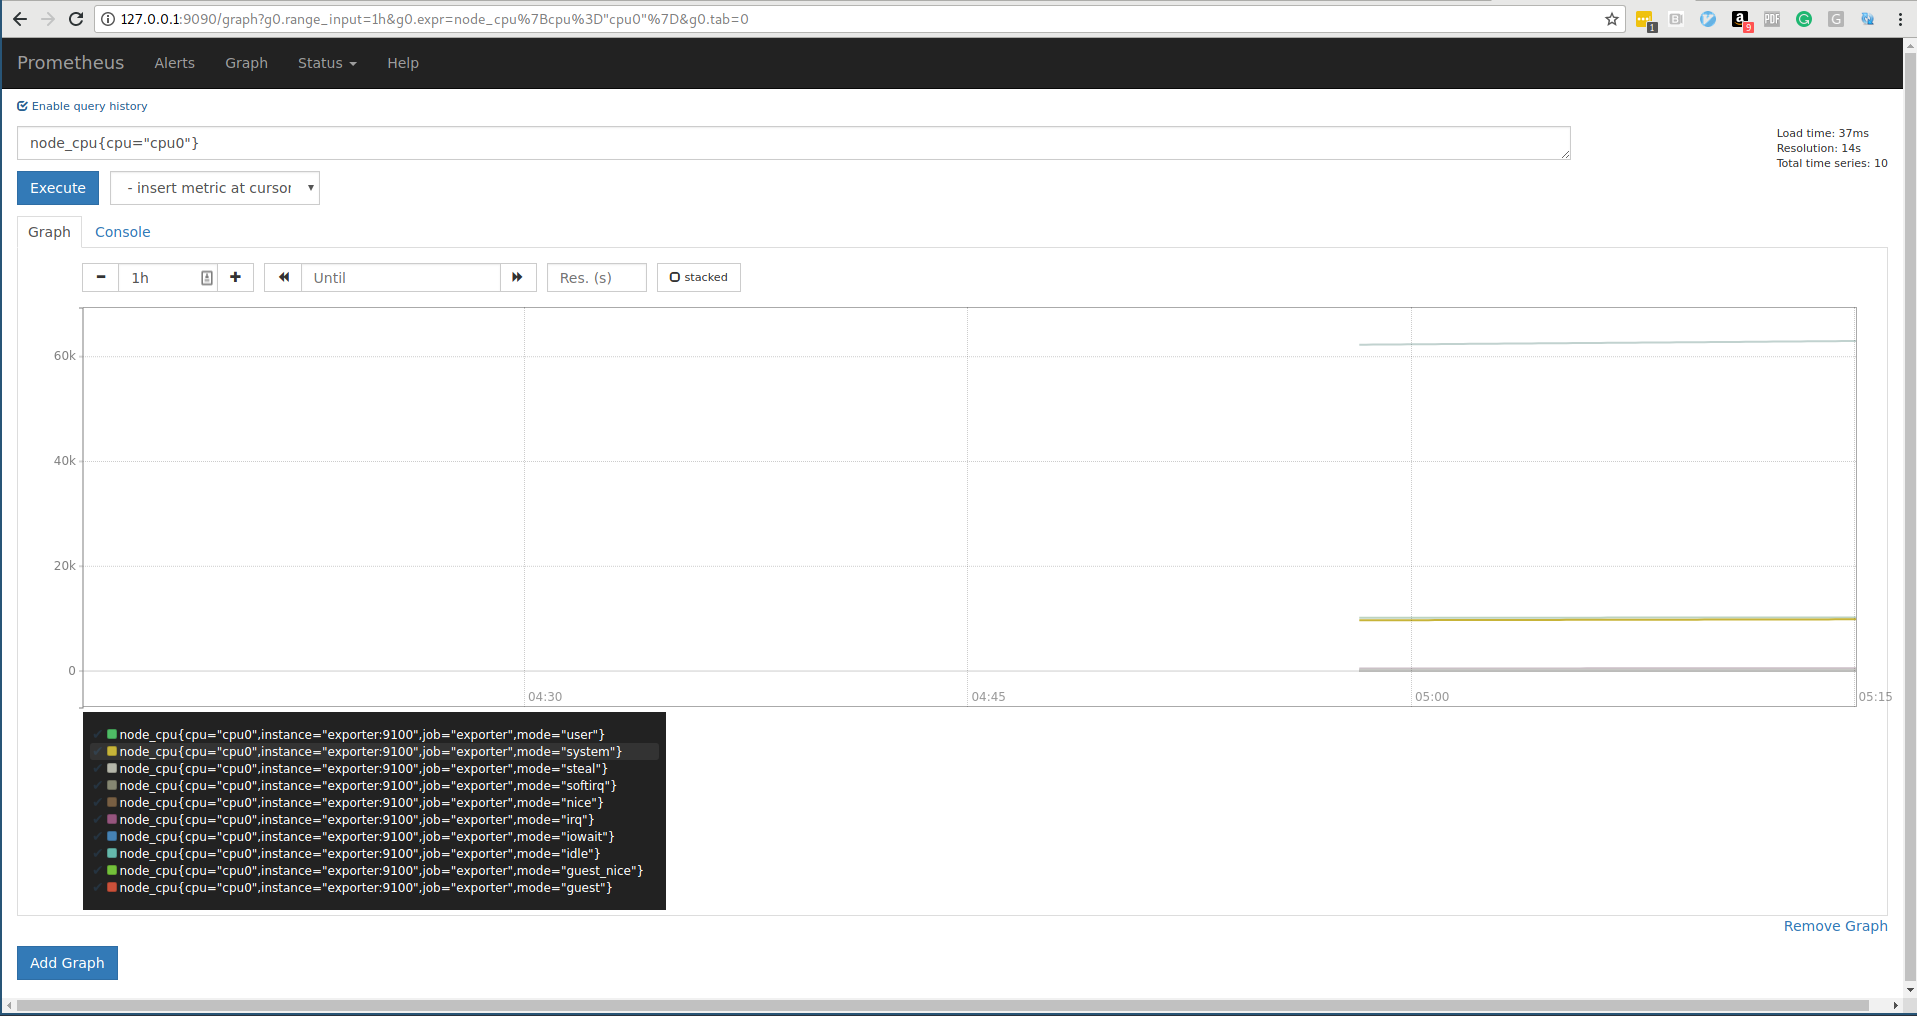 127.0.0.1:9090/graph?g0.range_input=1h&g0.expr=node_cpu%7Bcpu%3D"cpu0"%7D&g0.tab=0
1
B
a
9
PDF
G
G
Prometheus Alerts Graph Status Help
Enable query history
node_cpu{cpu="cpu0"}
Load time: 37ms
Resolution: 14s
Total time series: 10
Execute
- insert metric at cursor
Graph
Console
1h
Until
Res. (s)
stacked
60k
40k
20k
0
04:30
04:45
05:00
05:15
node_cpu{cpu="cpu0",instance="exporter:9100",job="exporter",mode="user"}
node_cpu{cpu="cpu0",instance="exporter:9100",job="exporter",mode="system"}
node_cpu{cpu="cpu0",instance="exporter:9100",job="exporter",mode="steal"}
node_cpu{cpu="cpu0",instance="exporter:9100",job="exporter",mode="softirq"}
node_cpu{cpu="cpu0",instance="exporter:9100",job="exporter",mode="nice"}
node_cpu{cpu="cpu0",instance="exporter:9100",job="exporter",mode="irq"}
node_cpu{cpu="cpu0",instance="exporter:9100",job="exporter",mode="iowait"}
node_cpu{cpu="cpu0",instance="exporter:9100",job="exporter",mode="idle"}
node_cpu{cpu="cpu0",instance="exporter:9100",job="exporter",mode="guest_nice"}
node_cpu{cpu="cpu0",instance="exporter:9100",job="exporter",mode="guest"}
Remove Graph
Add Graph